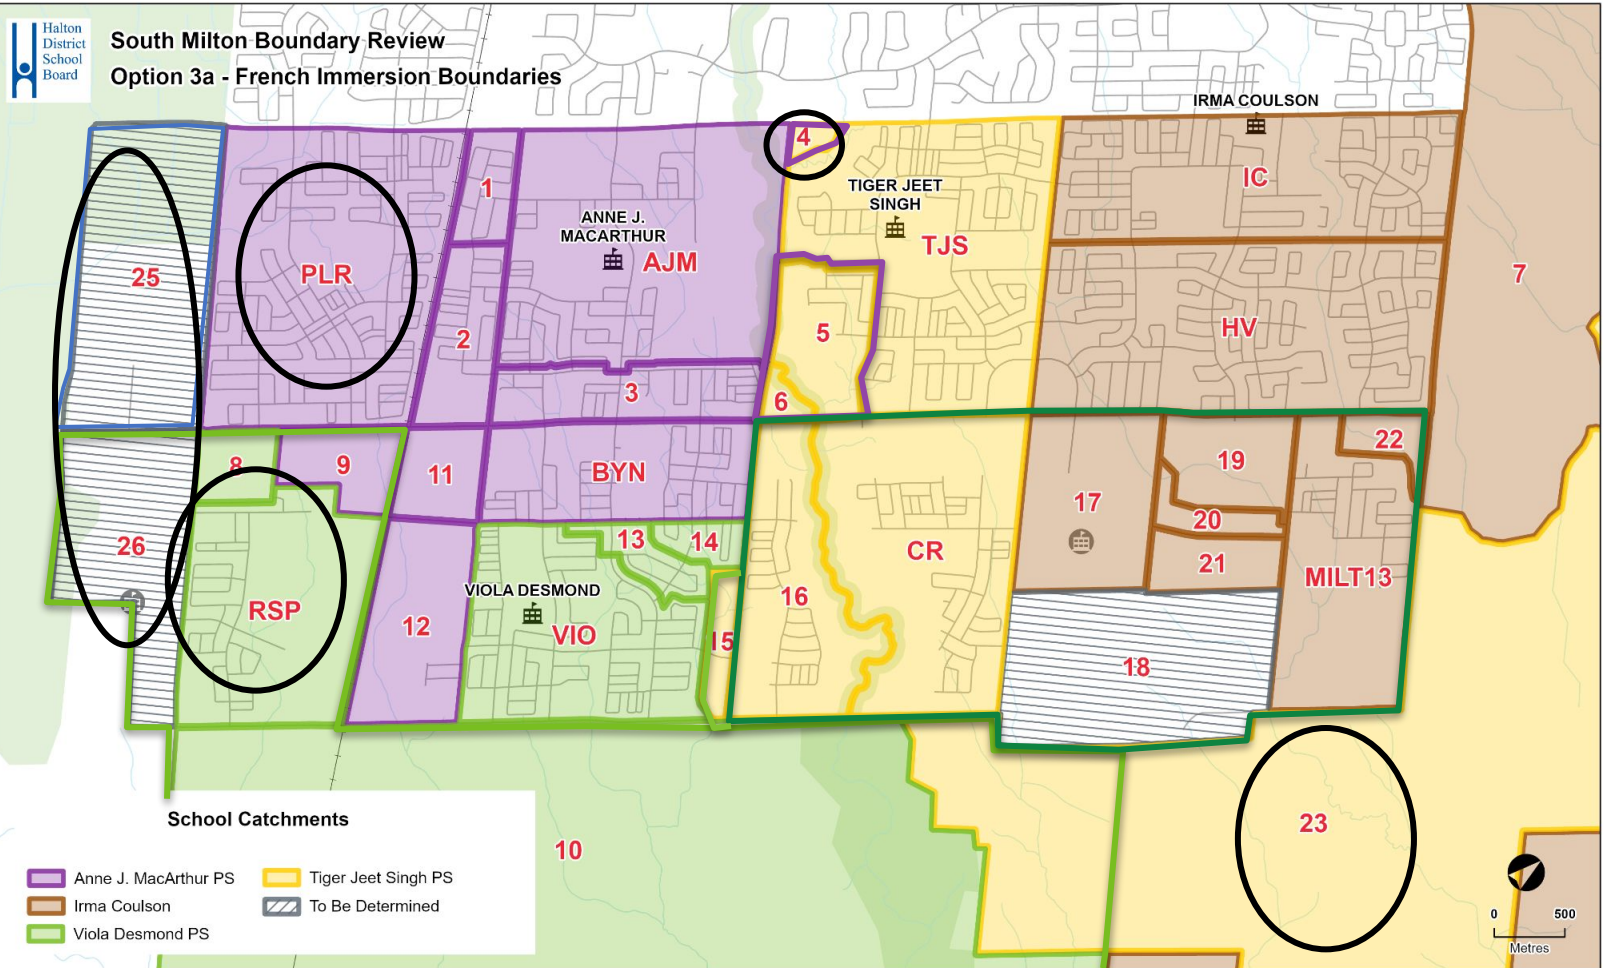 Halton
District
School
Board
South Milton Boundary Review
Option 3a - French Immersion Boundaries
IRMA COULSON
4
1
IC
TIGER JEET
SINGH
ANNE J.
MACARTHUR
TJS
AJM
25
PLR
7
5
HV
2
3
6
22
8
9
11
BYN
19
17
20
26
13
14
CR
21
MILT13
VIOLA DESMOND
16
RSP
12
VIO
15
18
23
10
School Catchments
Anne J. MacArthur PS
Tiger Jeet Singh PS
Irma Coulson
To Be Determined
Viola Desmond PS
0 500
Metres